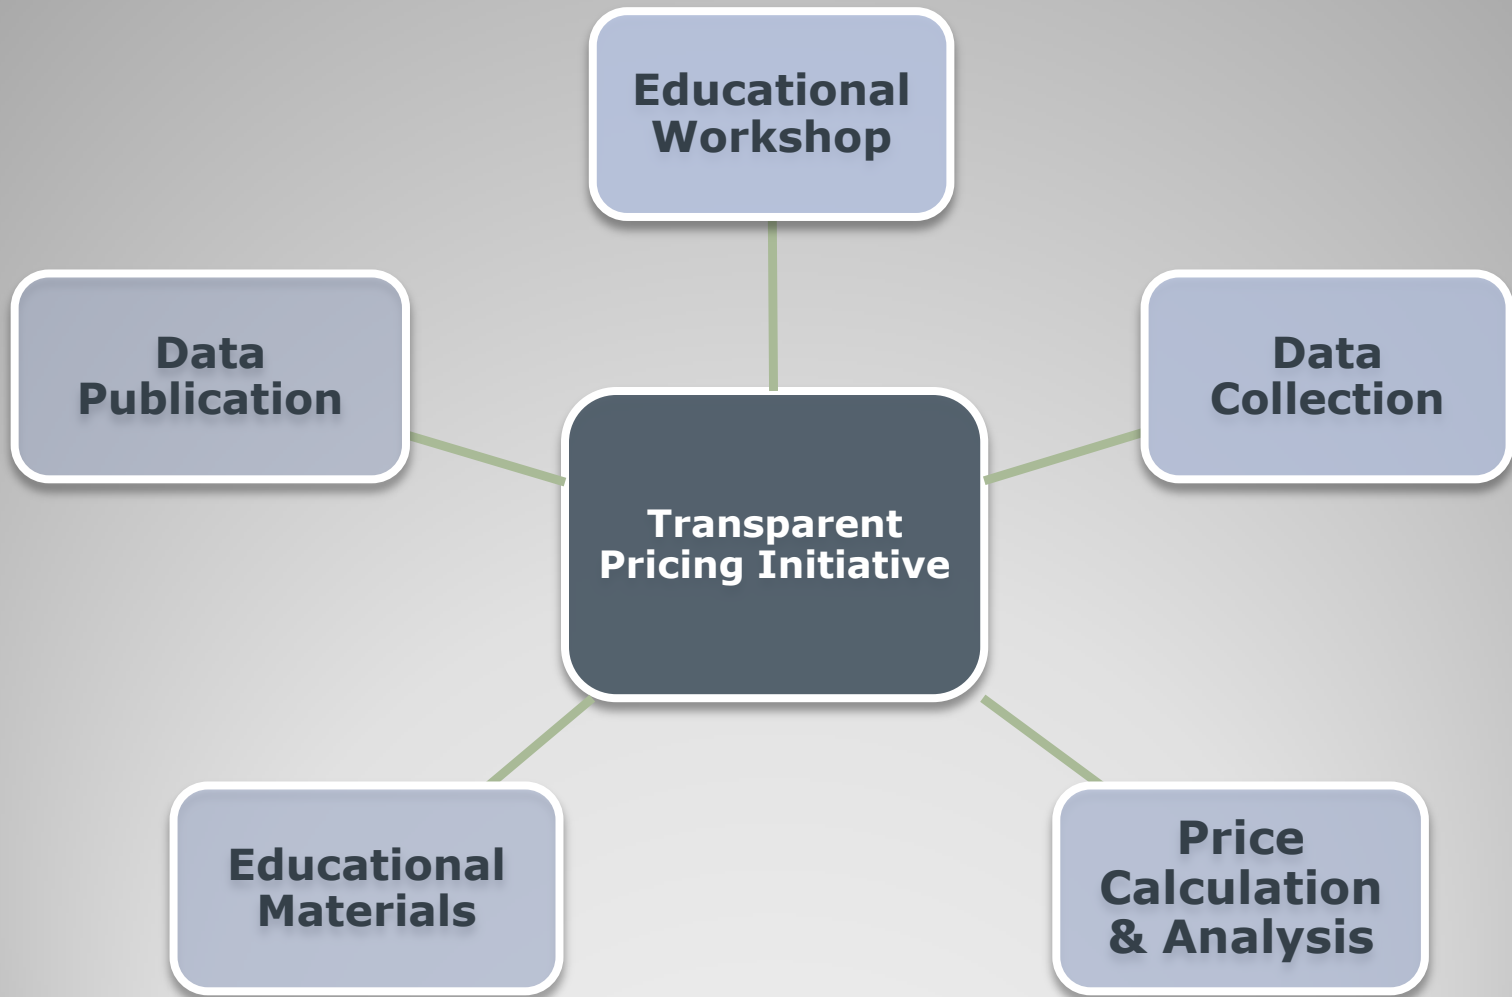 Educational
Workshop
Data
Publication
Data
Collection
Transparent
Pricing Initiative
Educational
Materials
Price
Calculation
& Analysis